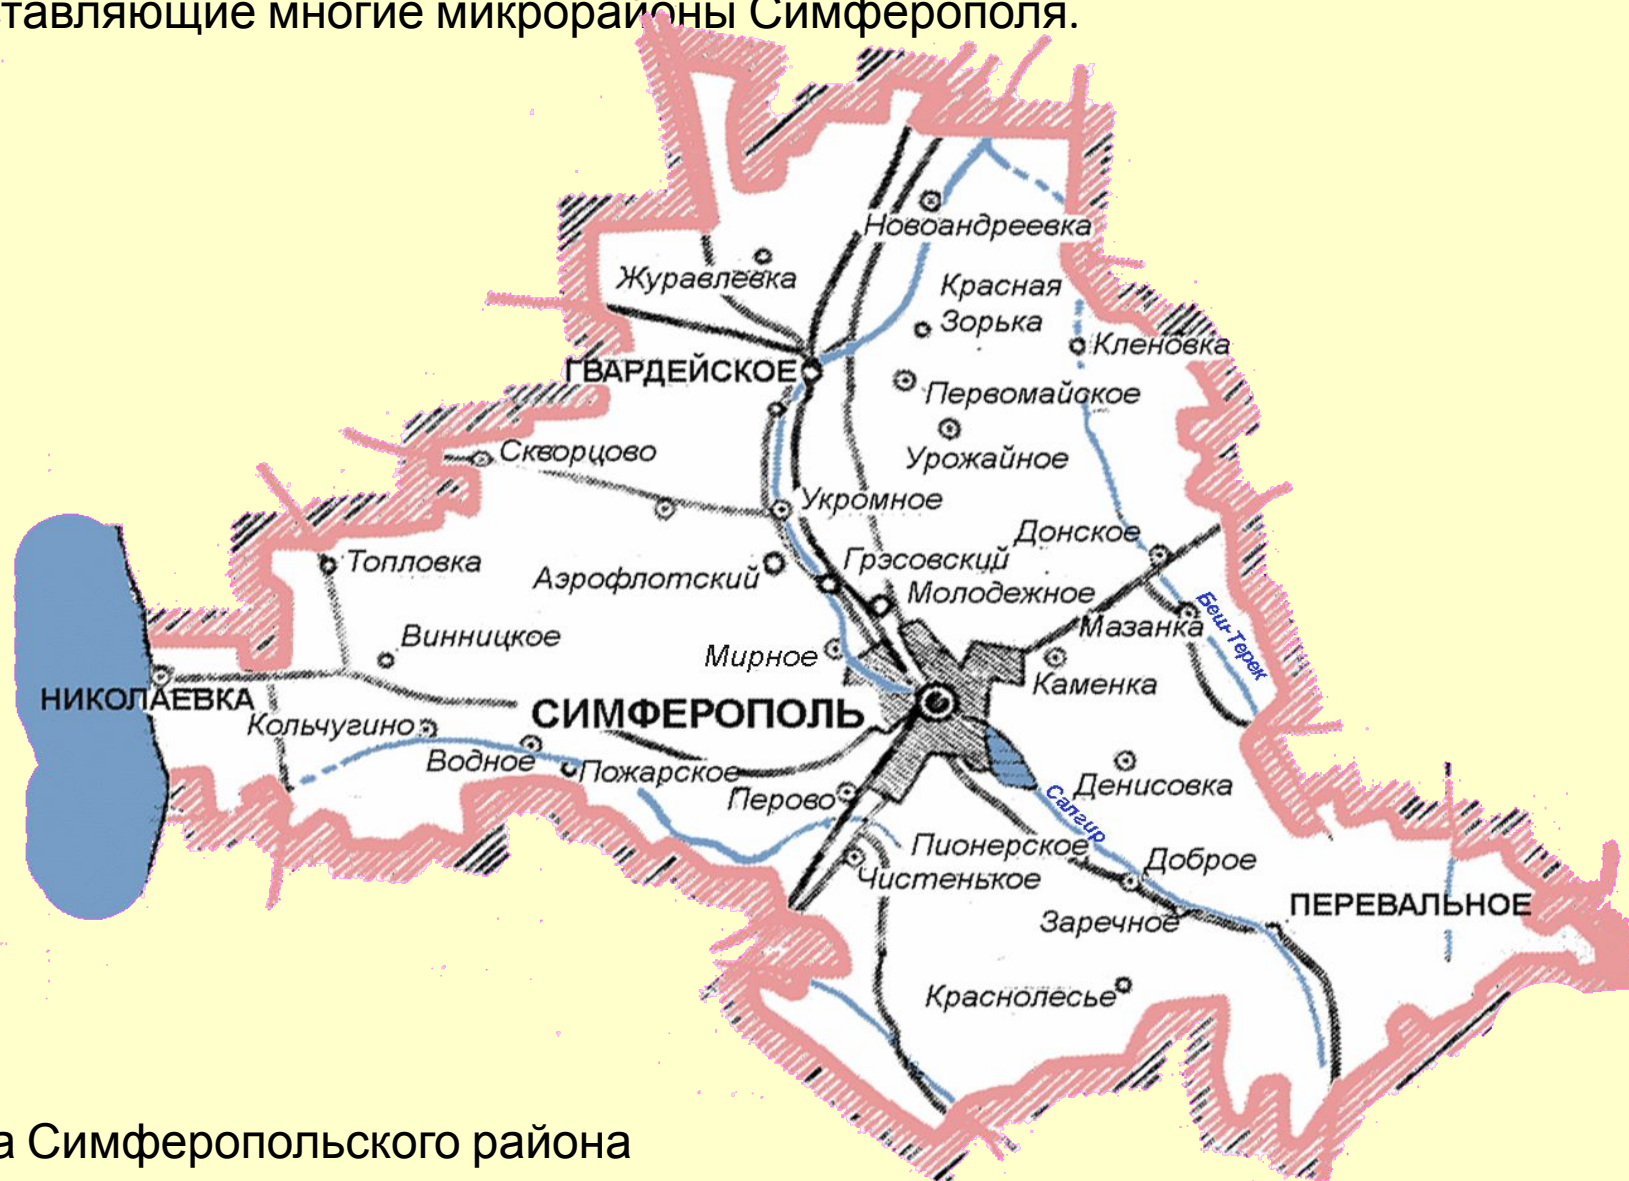 ставляющие многие микрорайоны Симферополя.
Новоандреевка
Журавлевка
Красная
Зорька
Кленовка
ГВАРДЕЙСКОЕ
Первомайское
Скворцово
Урожайное
Укромное
Донское
Топловка
Аэрофлотский
Грэсовский
Молодежное
Беш-Терек
Мазанка
Винницкое
Мирное
Каменка
НИКОЛАЕВКА
СИМФЕРОПОЛЬ
Кольчугино
Водное
Пожарское
Перово
Денисовка
Салгир
Пионерское
Доброе
Чистенькое
ПЕРЕВАЛЬНОЕ
Заречное
Краснолесье
а Симферопольского района